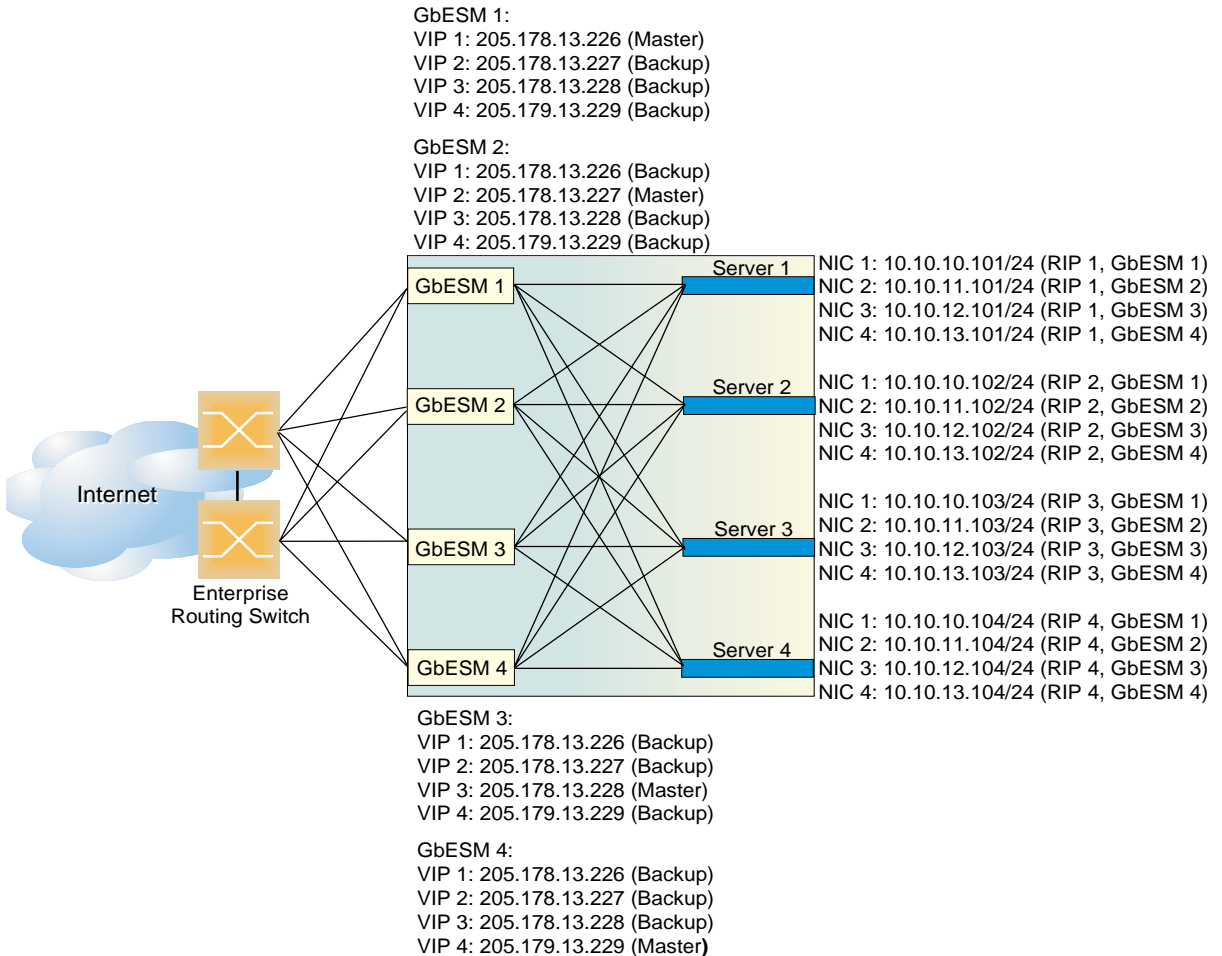 GbESM 1:
VIP 1: 205.178.13.226 (Master)
VIP 2: 205.178.13.227 (Backup)
VIP 3: 205.178.13.228 (Backup)
VIP 4: 205.179.13.229 (Backup)
GbESM 2:
VIP 1: 205.178.13.226 (Backup)
VIP 2: 205.178.13.227 (Master)
VIP 3: 205.178.13.228 (Backup)
VIP 4: 205.179.13.229 (Backup)
Internet
Enterprise
Routing Switch
GbESM 1
GbESM 2
GbESM 3
GbESM 4
Server 1
NIC 1: 10.10.10.101/24 (RIP 1, GbESM 1)
NIC 2: 10.10.11.101/24 (RIP 1, GbESM 2)
NIC 3: 10.10.12.101/24 (RIP 1, GbESM 3)
NIC 4: 10.10.13.101/24 (RIP 1, GbESM 4)
Server 2
NIC 1: 10.10.10.102/24 (RIP 2, GbESM 1)
NIC 2: 10.10.11.102/24 (RIP 2, GbESM 2)
NIC 3: 10.10.12.102/24 (RIP 2, GbESM 3)
NIC 4: 10.10.13.102/24 (RIP 2, GbESM 4)
Server 3
NIC 1: 10.10.10.103/24 (RIP 3, GbESM 1)
NIC 2: 10.10.11.103/24 (RIP 3, GbESM 2)
NIC 3: 10.10.12.103/24 (RIP 3, GbESM 3)
NIC 4: 10.10.13.103/24 (RIP 3, GbESM 4)
Server 4
NIC 1: 10.10.10.104/24 (RIP 4, GbESM 1)
NIC 2: 10.10.11.104/24 (RIP 4, GbESM 2)
NIC 3: 10.10.12.104/24 (RIP 4, GbESM 3)
NIC 4: 10.10.13.104/24 (RIP 4, GbESM 4)
GbESM 3:
VIP 1: 205.178.13.226 (Backup)
VIP 2: 205.178.13.227 (Backup)
VIP 3: 205.178.13.228 (Master)
VIP 4: 205.179.13.229 (Backup)
GbESM 4:
VIP 1: 205.178.13.226 (Backup)
VIP 2: 205.178.13.227 (Backup)
VIP 3: 205.178.13.228 (Backup)
VIP 4: 205.179.13.229 (Master)